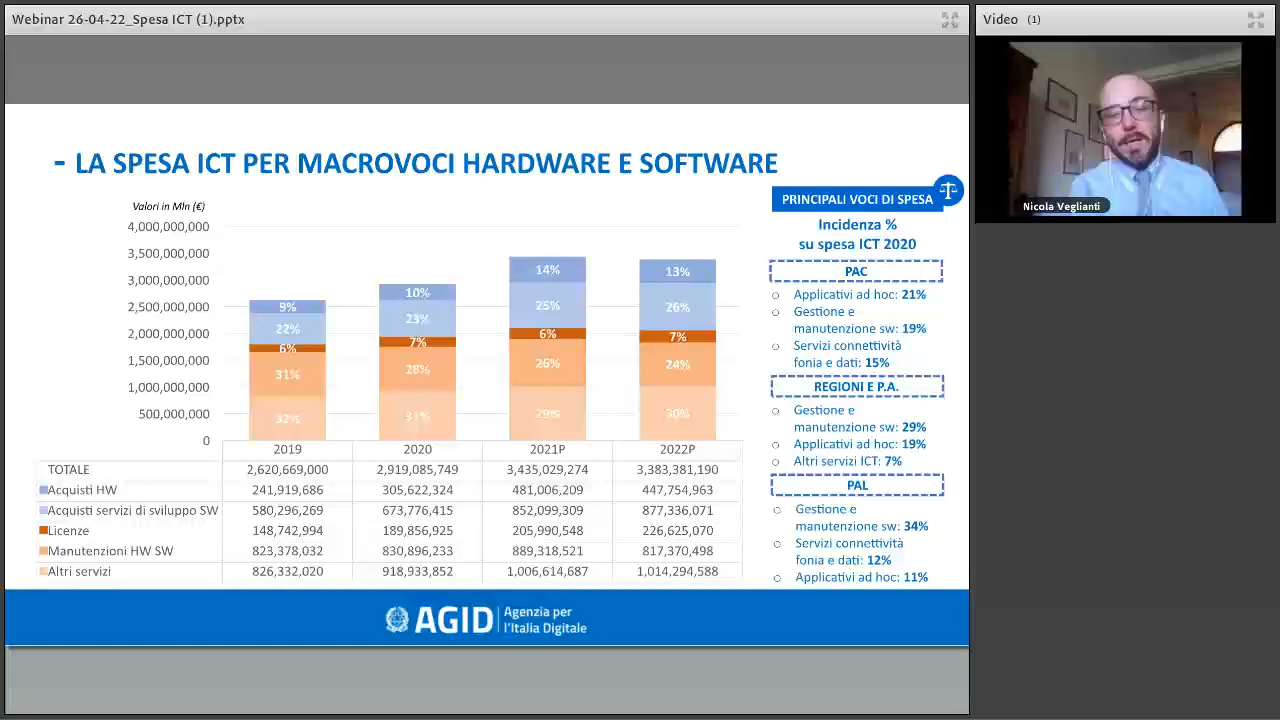 Webinar 26-04-22_Spesa ICT (1).pptx
Video (1)
Nicola Veglianti
- LA SPESA ICT PER MACROVOCI HARDWARE E SOFTWARE
Valori in Mln (€)
4,000,000,000
3,500,000,000
3,000,000,000
2,500,000,000
2,000,000,000
1,500,000,000
1,000,000,000
500,000,000
0
9% 10% 14% 13%
22% 23% 25% 26%
6% 7% 6% 7%
31% 28% 26% 24%
32% 31% 29% 30%
2019 2020 2021P 2022P
TOTALE 2,620,669,000 2,919,085,749 3,435,029,274 3,383,381,190
Acquisti HW 241,919,686 305,622,324 481,006,209 447,754,963
Acquisti servizi di sviluppo SW 580,296,269 673,776,415 852,099,309 877,336,071
Licenze 148,742,994 189,856,925 205,990,548 226,625,070
Manutenzioni HW SW 823,378,032 830,896,233 889,318,521 817,370,498
Altri servizi 826,332,020 918,933,852 1,006,614,687 1,014,294,588
PRINCIPALI VOCI DI SPESA
Incidenza %
su spesa ICT 2020
PAC
Applicativi ad hoc: 21%
Gestione e
manutenzione sw: 19%
Servizi connettività
fonia e dati: 15%
REGIONI E P.A.
Gestione e
manutenzione sw: 29%
Applicativi ad hoc: 19%
Altri servizi ICT: 7%
PAL
Gestione e
manutenzione sw: 34%
Servizi connettività
fonia e dati: 12%
Applicativi ad hoc: 11%
AGID
Agenzia per
l'Italia Digitale